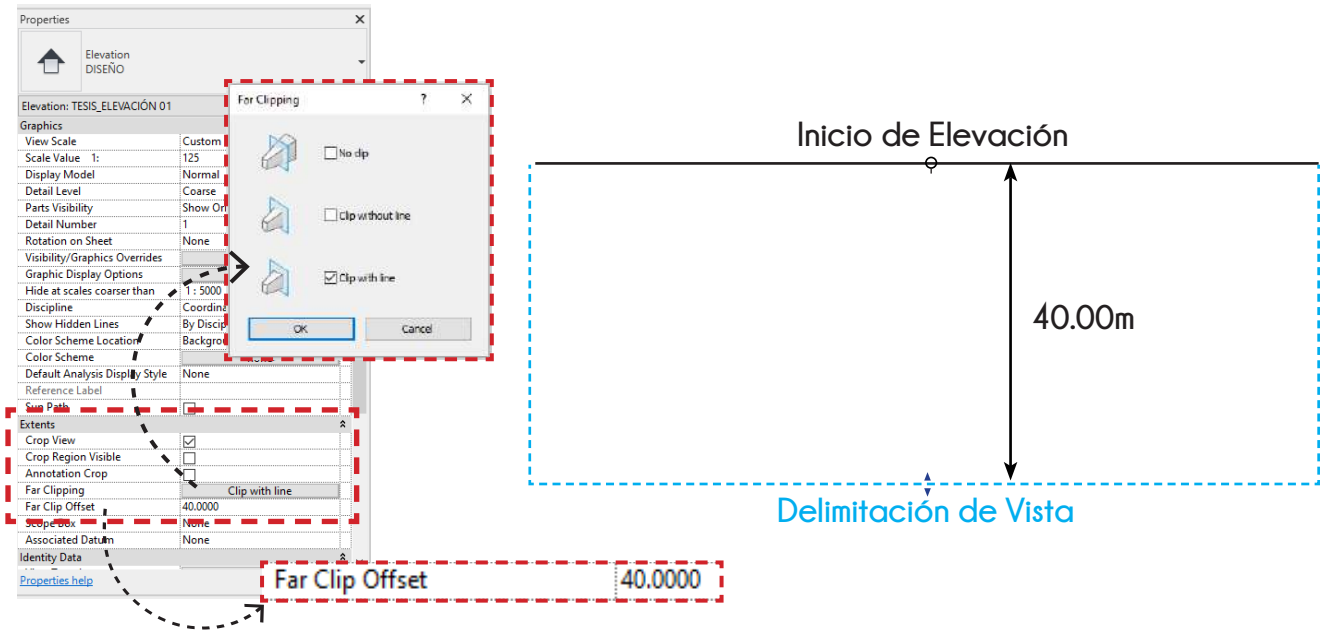 Properties
Elevation
DISEÑO
Elevation: TESIS_ELEVACIÓN 01
Graphics
View Scale Custom
Scale Value 1: 125
Display Model Normal
Detail Level Coarse
Parts Visibility Show Ori
Detail Number 1
Rotation on Sheet None
Visibility/Graphics Overrides
Graphic Display Options
Hide at scales coarser than 1 : 5000
Discipline Coordina
Show Hidden Lines By Discip
Color Scheme Location Backgrou
Color Scheme
Default Analysis Display Style None
Reference Label
Sun Path
Extents
Crop View
Crop Region Visible
Annotation Crop
Far Clipping Clip with line
Far Clip Offset 40.0000
Scope Box None
Associated Datum None
Identity Data
Properties help
Far Clipping ?
No clip
Clip without line
Clip with line
OK Cancel
Far Clip Offset 40.0000
Inicio de Elevación
40.00m
Delimitación de Vista